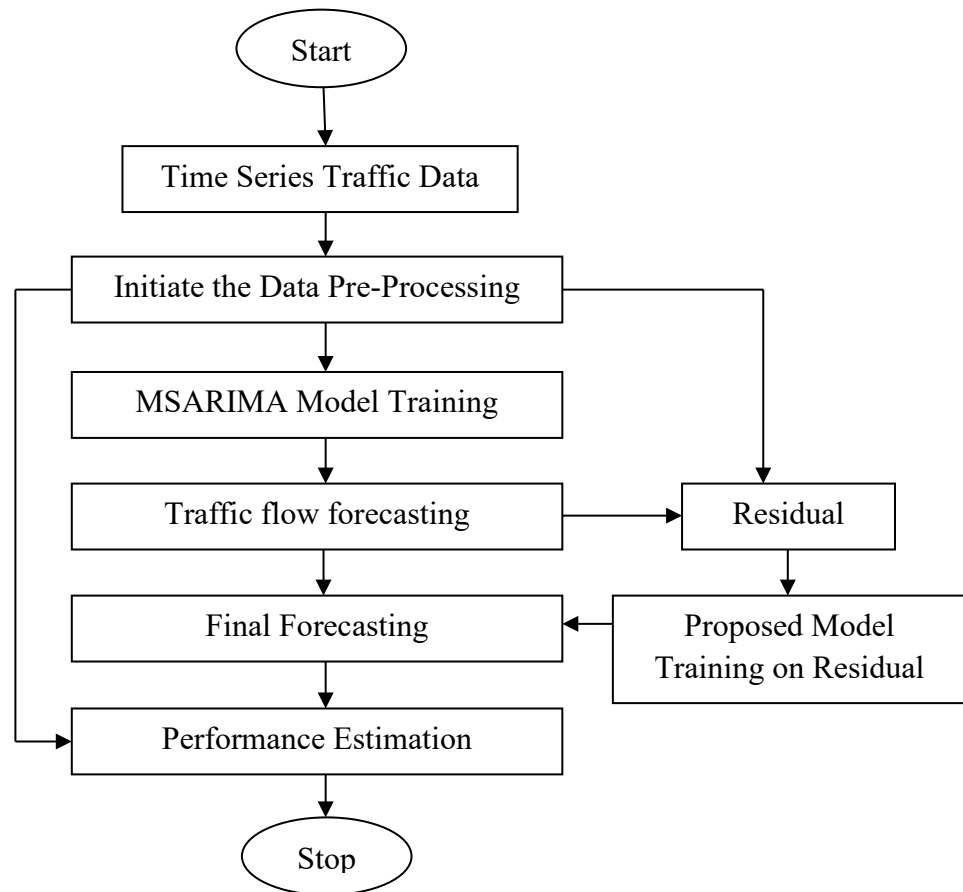 Start
Time Series Traffic Data
Initiate the Data Pre-Processing
MSARIMA Model Training
Traffic flow forecasting
Residual
Final Forecasting
Proposed Model
Training on Residual
Performance Estimation
Stop